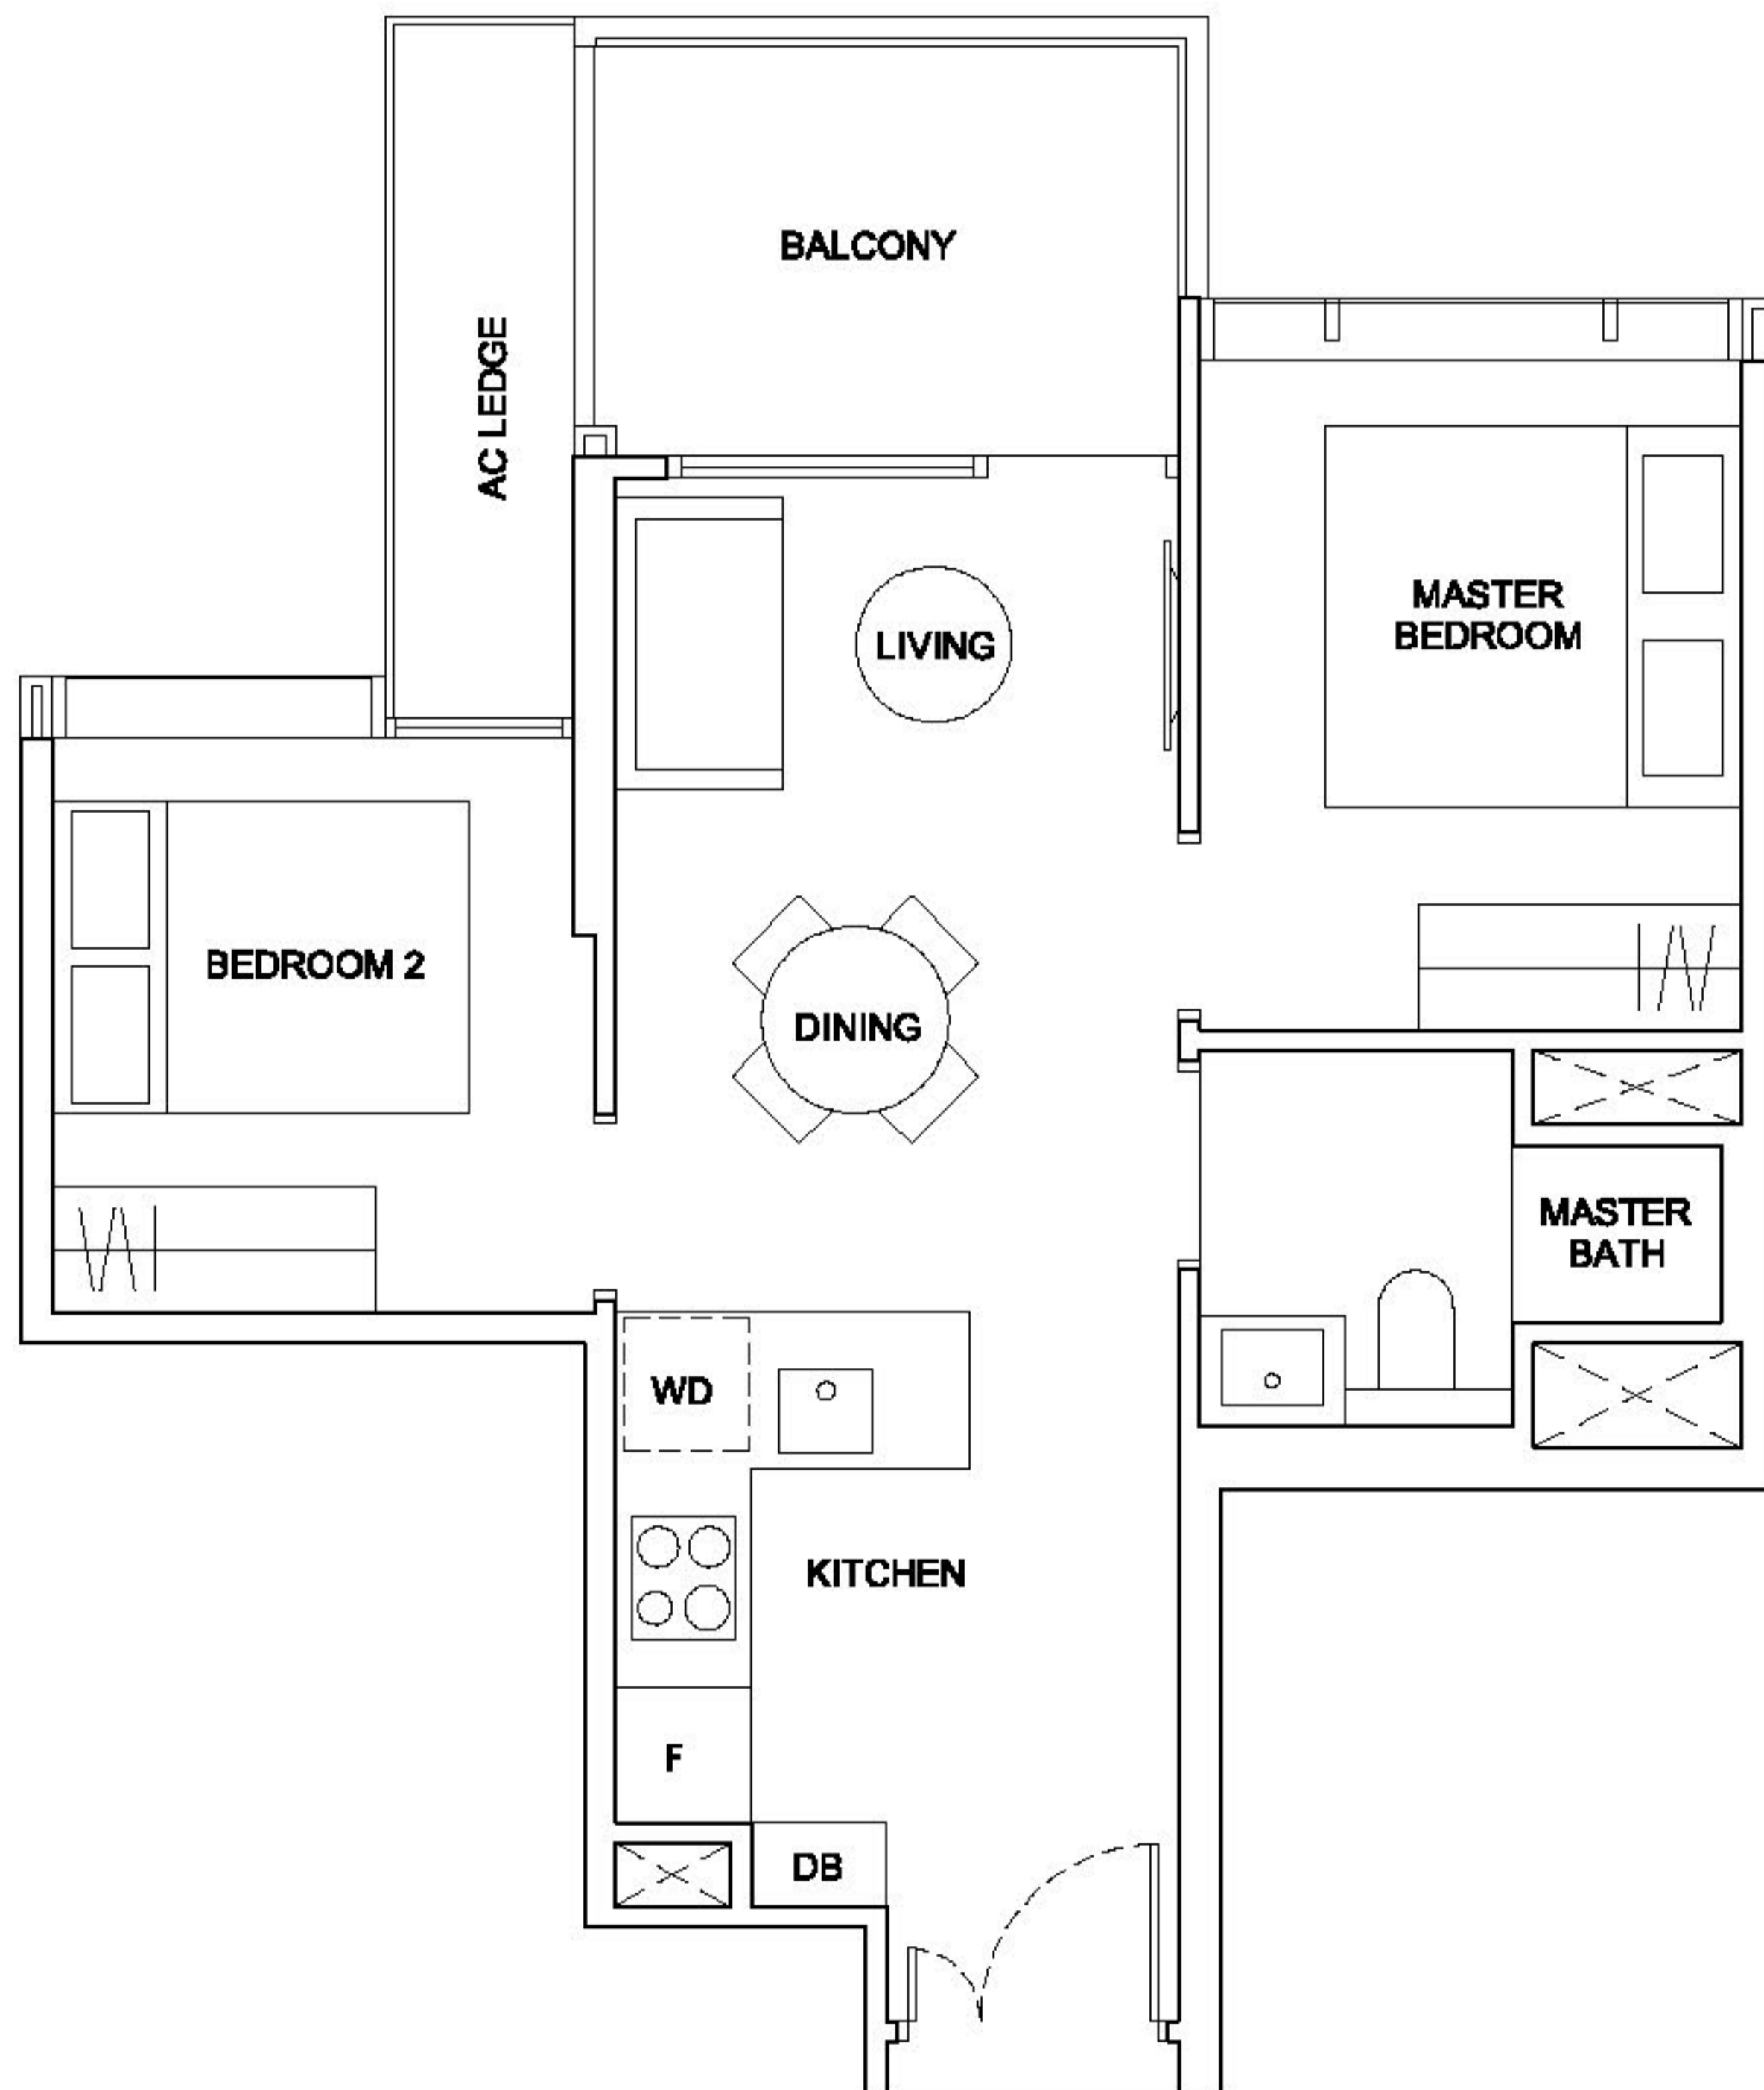 BALCONY
AC LEDGE
MASTER
BEDROOM
LIVING
BEDROOM 2
DINING
MASTER
BATH
WD
KITCHEN
F
DB